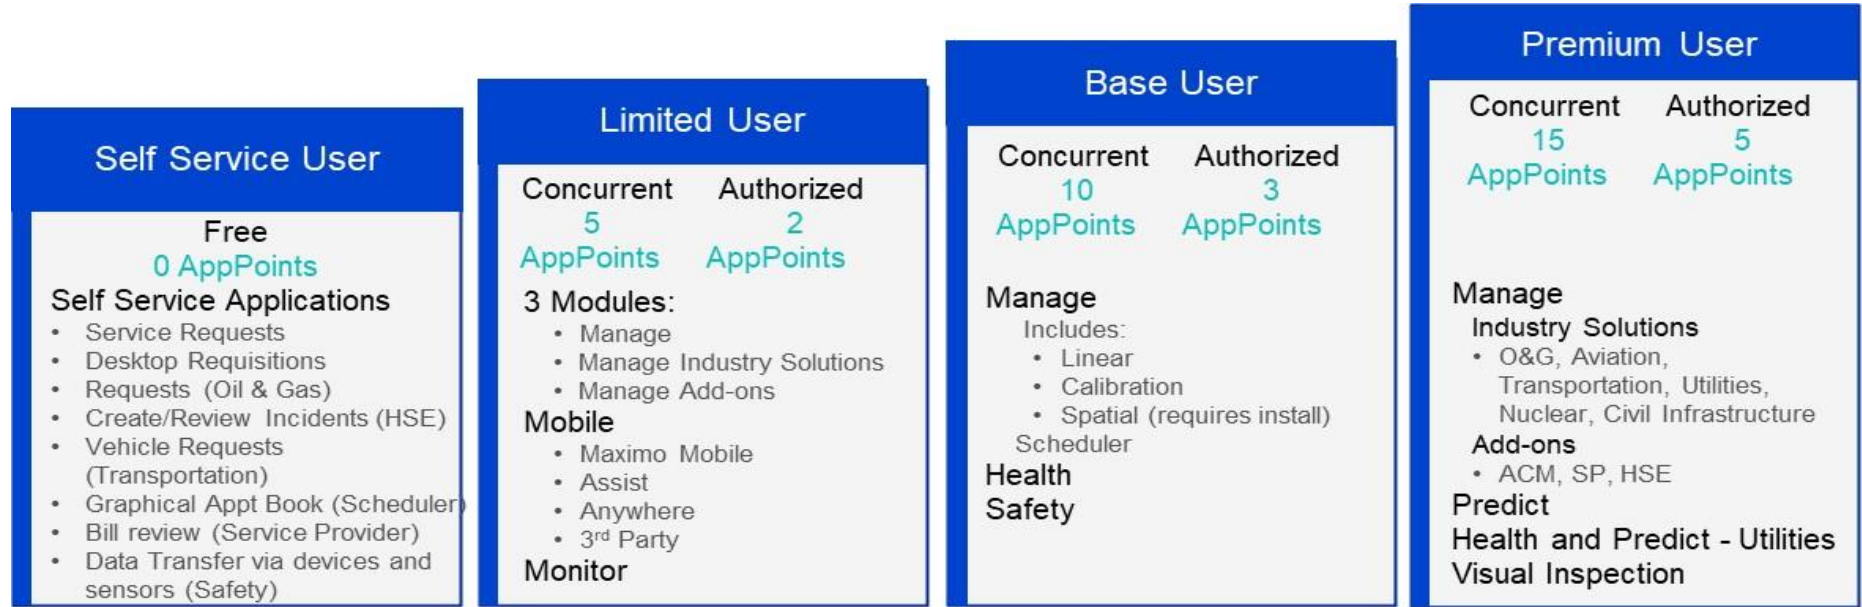 Self Service User
Free
0 AppPoints
Self Service Applications
• Service Requests
• Desktop Requisitions
• Requests (Oil & Gas)
• Create/Review Incidents (HSE)
• Vehicle Requests
(Transportation)
• Graphical Appt Book (Scheduler)
• Bill review (Service Provider)
• Data Transfer via devices and
sensors (Safety)
Limited User
Concurrent Authorized
5 2
AppPoints AppPoints
3 Modules:
• Manage
• Manage Industry Solutions
• Manage Add-ons
Mobile
• Maximo Mobile
• Assist
• Anywhere
• 3rd Party
Monitor
Base User
Concurrent Authorized
10 3
AppPoints AppPoints
Manage
Includes:
• Linear
• Calibration
• Spatial (requires install)
Scheduler
Health
Safety
Premium User
Concurrent Authorized
15 5
AppPoints AppPoints
Manage
Industry Solutions
• O&G, Aviation,
Transportation, Utilities,
Nuclear, Civil Infrastructure
Add-ons
• ACM, SP, HSE
Predict
Health and Predict - Utilities
Visual Inspection